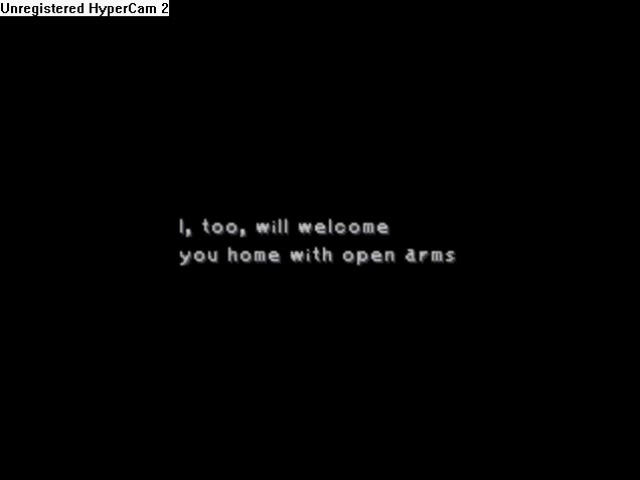 Unregistered HyperCam 2
I, too, will welcome
you home with open arms